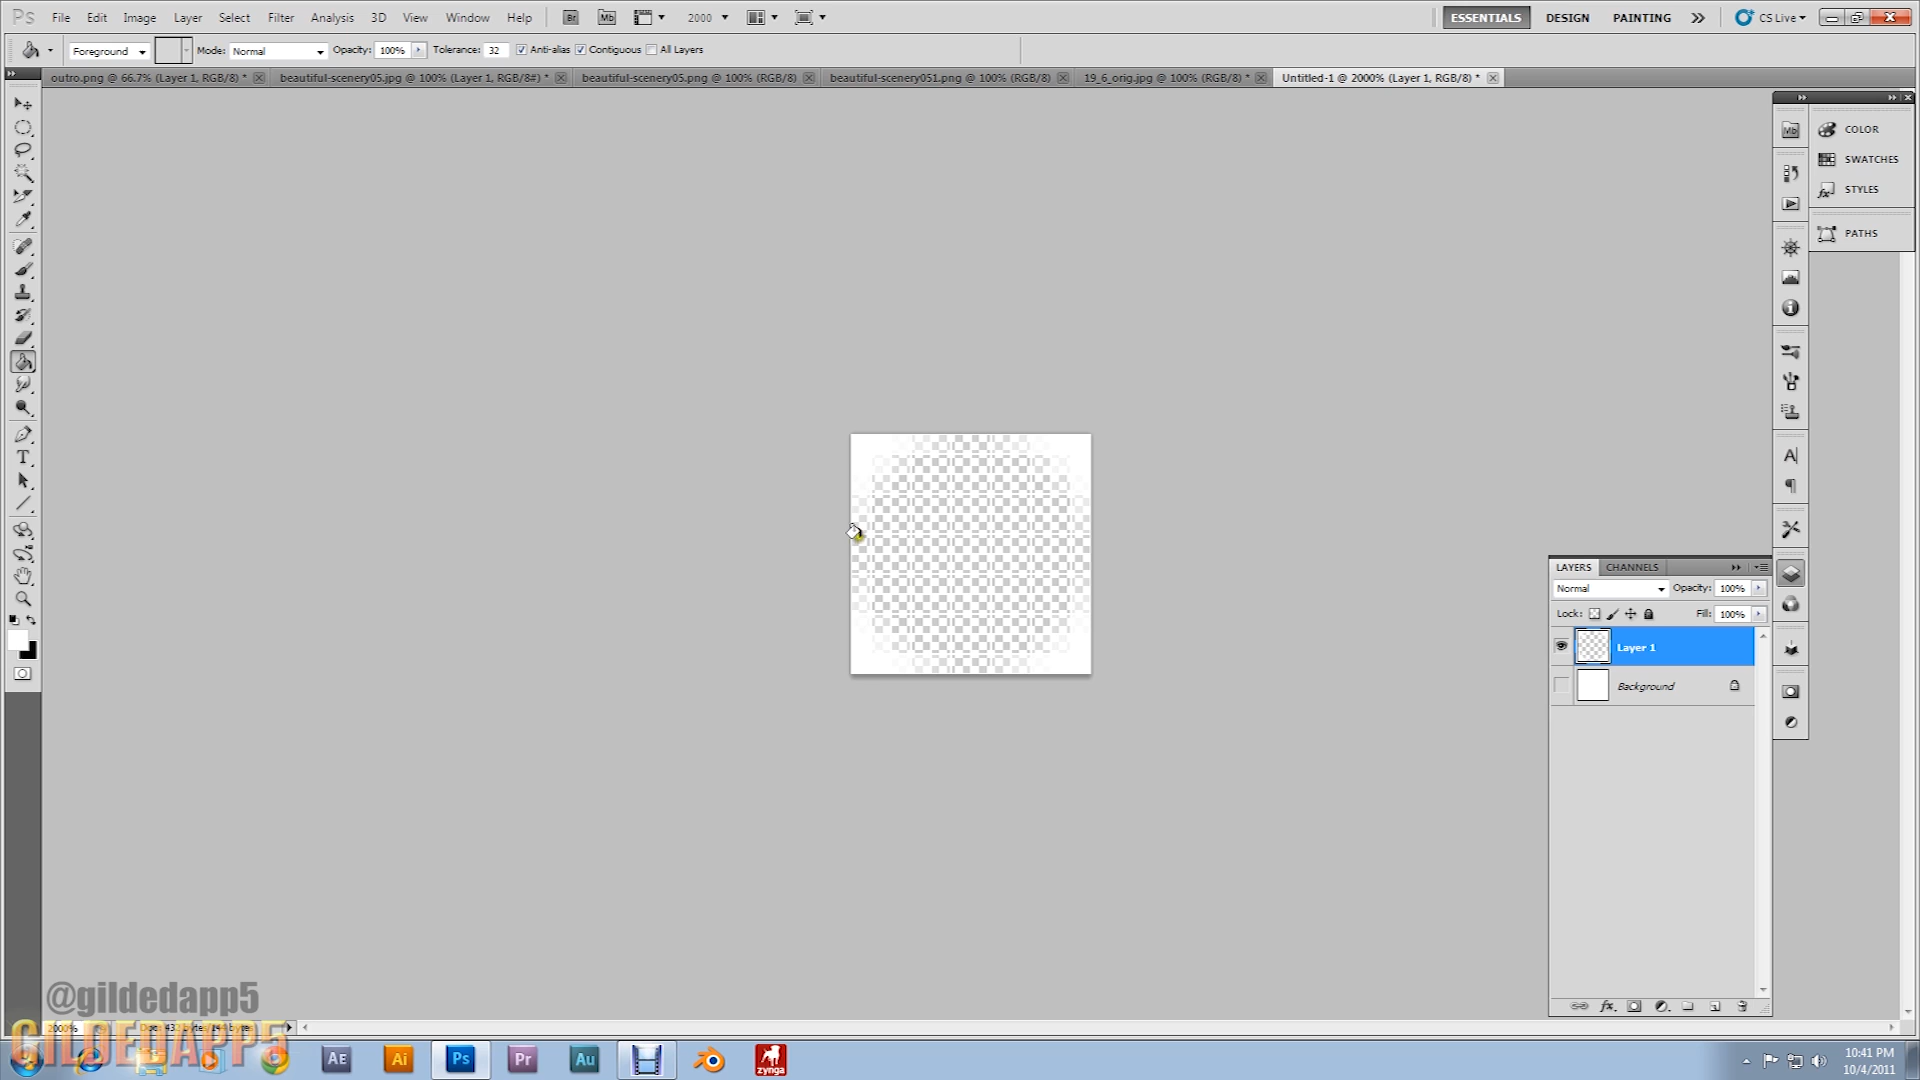 Ps File Edit Image Layer Select Filter Analysis 3D View Window Help Br Mb 2000 ESSENTIALS DESIGN PAINTING CS Live
Foreground Mode: Normal Opacity: 100% Tolerance: 32 Anti-alias Contiguous All Layers
outro.png @ 66.7% (Layer 1, RGB/8) * beautiful-scenery05.jpg @ 100% (Layer 1, RGB/8#) * beautiful-scenery05.png @ 100% (RGB/8) beautiful-scenery051.png @ 100% (RGB/8) 19_6_orig.jpg @ 100% (RGB/8) * Untitled-1 @ 2000% (Layer 1, RGB/8) *
Mb COLOR
SWATCHES
STYLES
PATHS
LAYERS CHANNELS
Normal Opacity: 100%
Lock: Fill: 100%
Layer 1
Background
@gildedapp5
2000%
GILDEDAPP5
AE Ai Ps Pr Au zynga
10:41 PM
10/4/2011